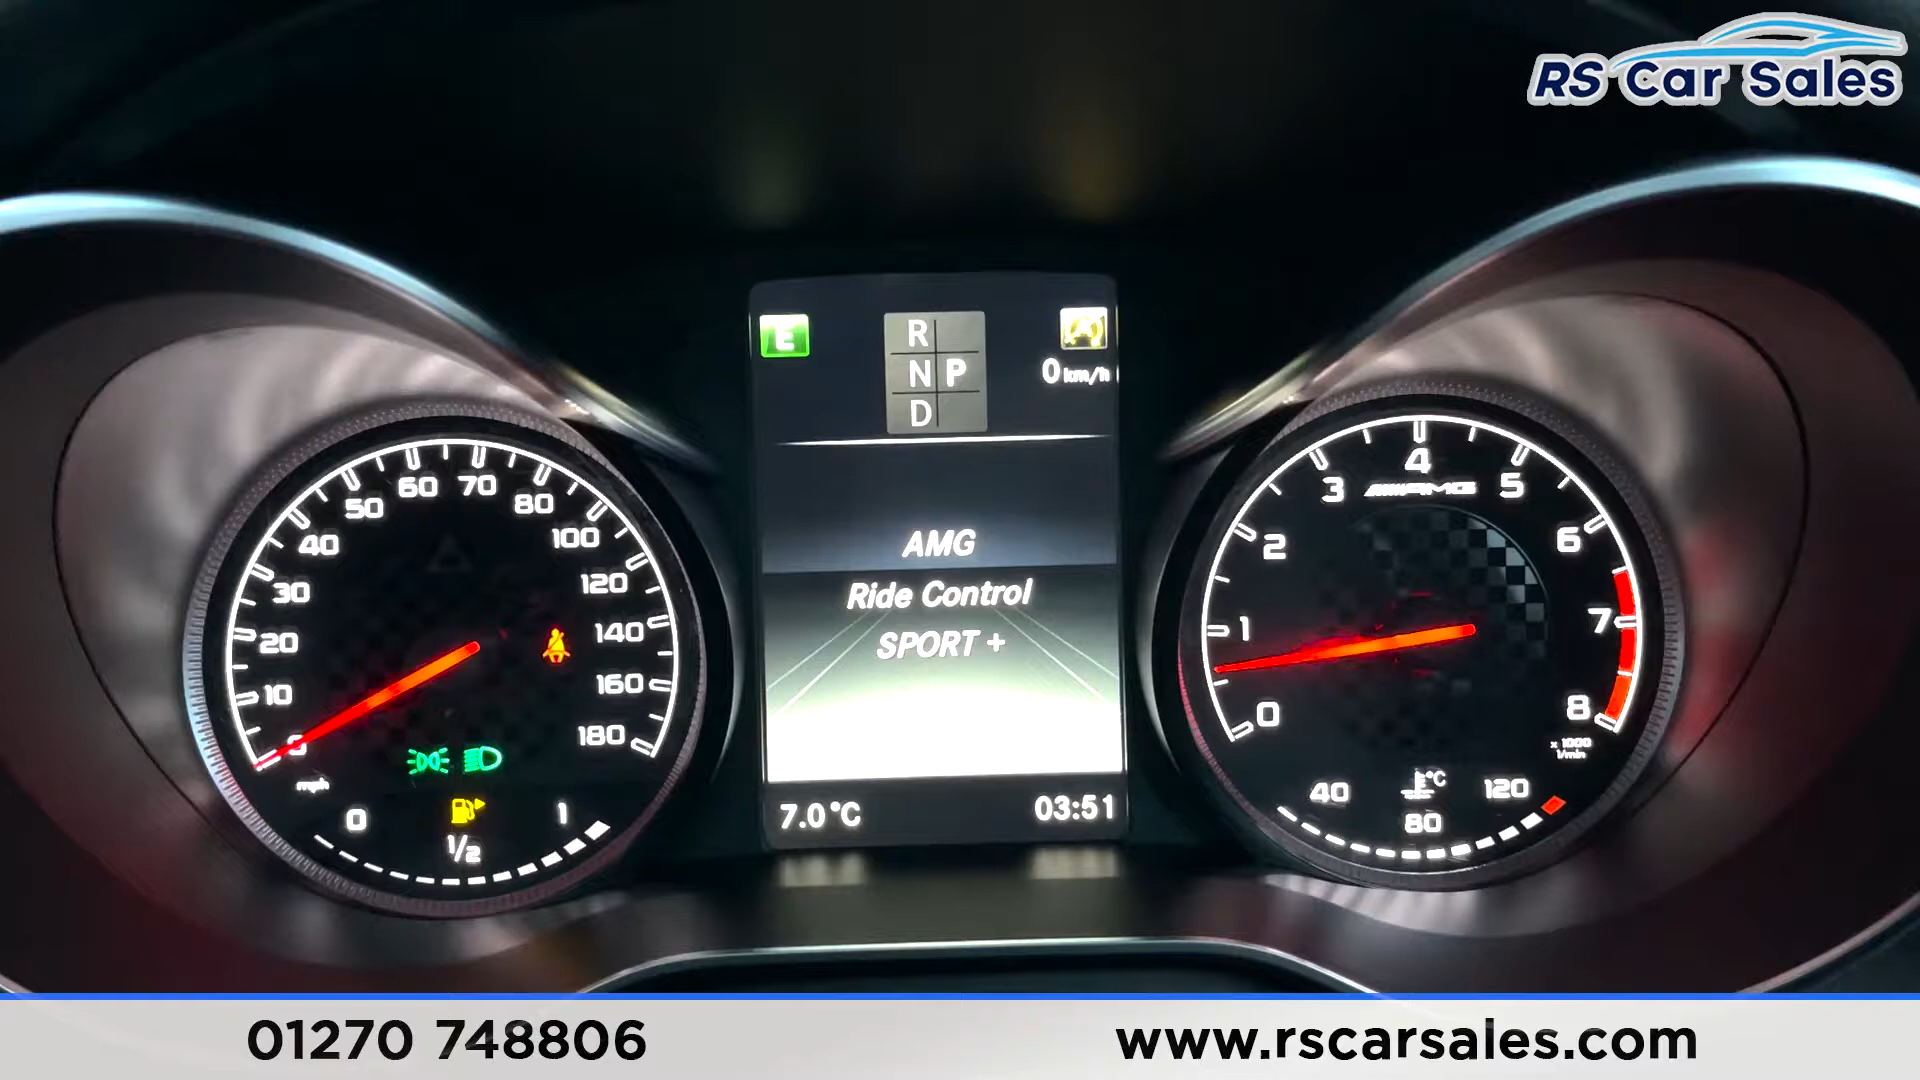 RS Car Sales
E
R
N P
D
A
0 km/h
AMG
Ride Control
SPORT +
7.0°C
03:51
0
10
20
30
40
50
60
70
80
100
120
140
160
180
mph
0
1/2
1
0
1
2
3
4
5
6
7
8
AMG
x 1000
1/min
40
80
120
°C
01270 748806
www.rscarsales.com